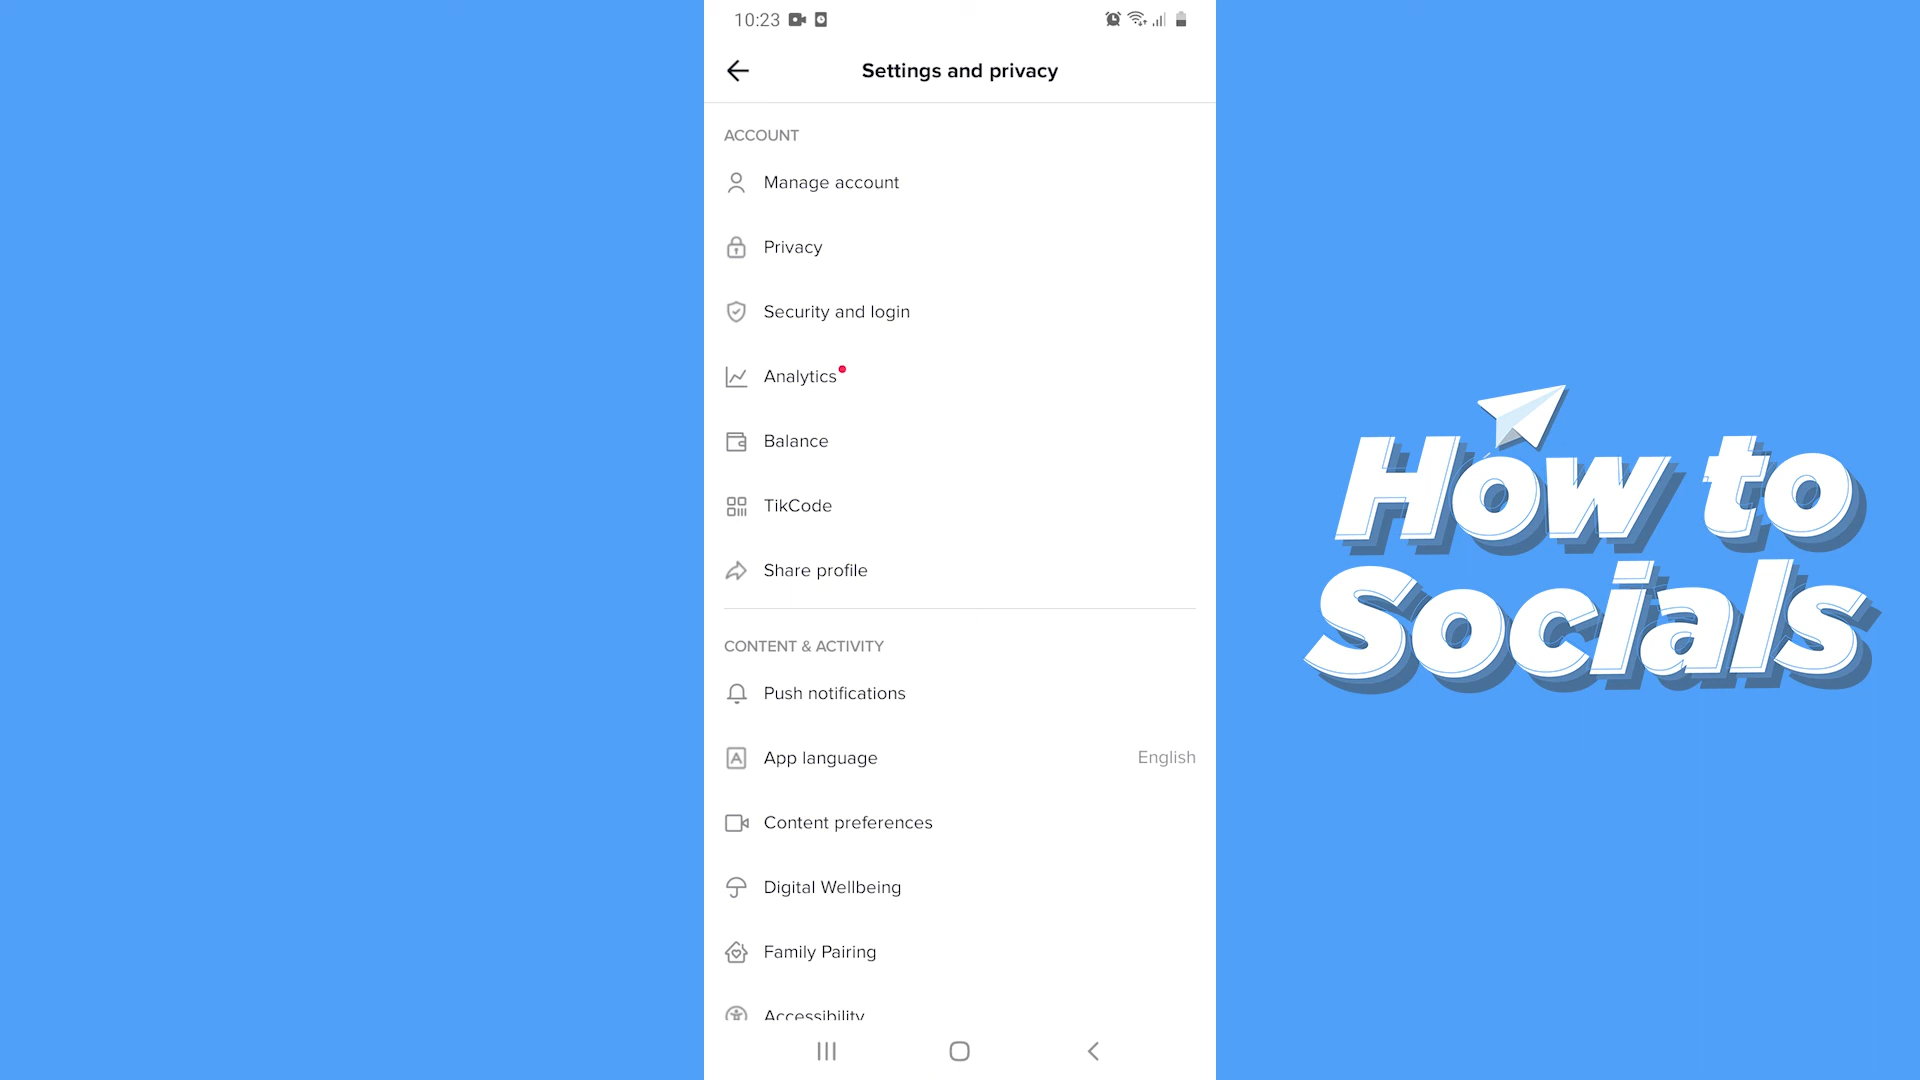 10:23
Settings and privacy
ACCOUNT
Manage account
Privacy
Security and login
Analytics
Balance
TikCode
Share profile
CONTENT & ACTIVITY
Push notifications
App language English
Content preferences
Digital Wellbeing
Family Pairing
Accessibility
How to
Socials